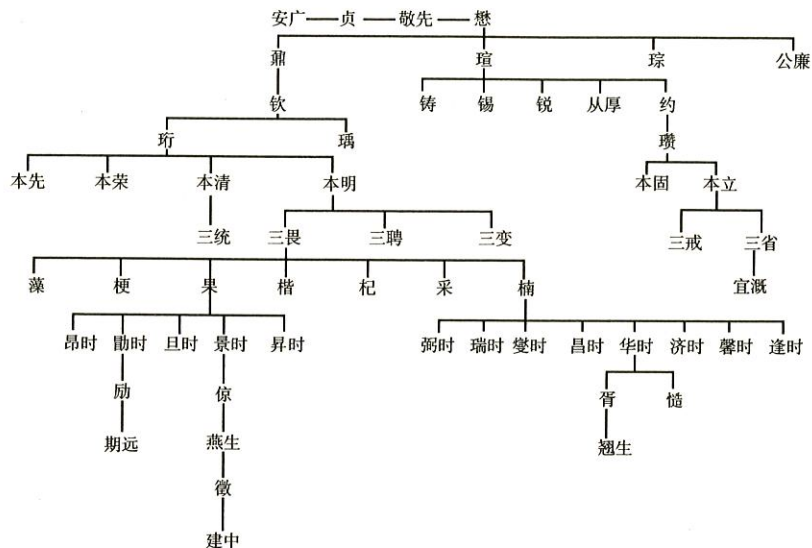 安广 贞 敬先 懋
鼐 瑄 琮 公廉
钦 铸 锡 锐 从厚 约
珩 瑀 瓒
本先 本荣 本清 本明 本固 本立
三统 三畏 三聘 三变 三戒 三省
藻 梗 果 楷 杞 采 楠 宜溉
昂时 勖时 旦时 景时 昇时 弼时 瑞时 燮时 昌时 华时 济时 馨时 逢时
励 倞 胥 慥
期远 燕生 翘生
徵
建中